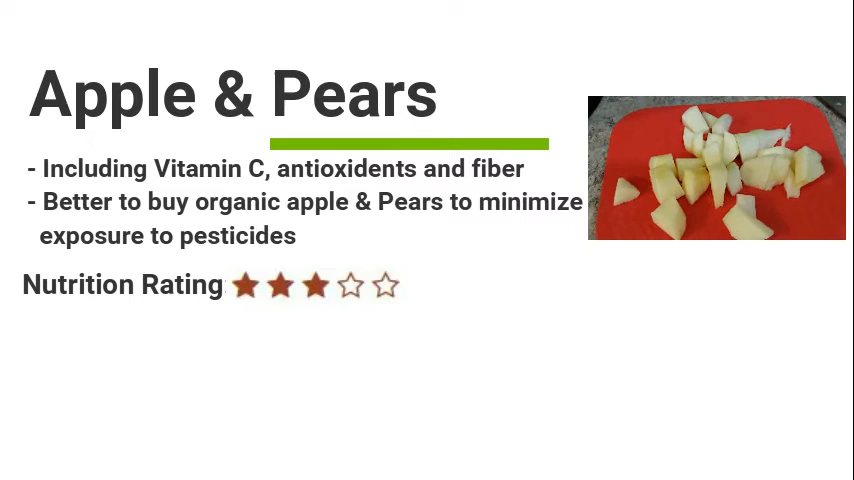 Apple & Pears
- Including Vitamin C, antioxidents and fiber
- Better to buy organic apple & Pears to minimize
exposure to pesticides
Nutrition Rating: